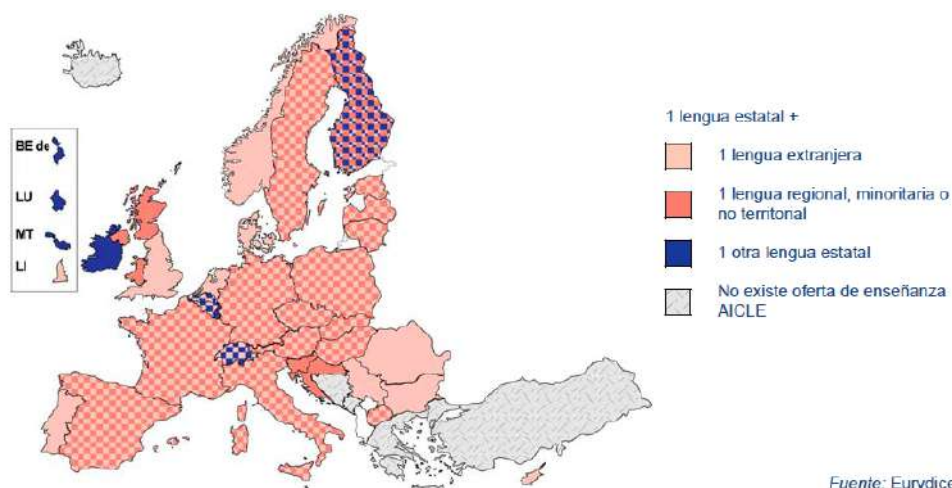 BE de
LU
MT
LI
1 lengua estatal +
1 lengua extranjera
1 lengua regional, minoritaria o
no territorial
1 otra lengua estatal
No existe oferta de enseñanza
AICLE
Fuente: Eurydice